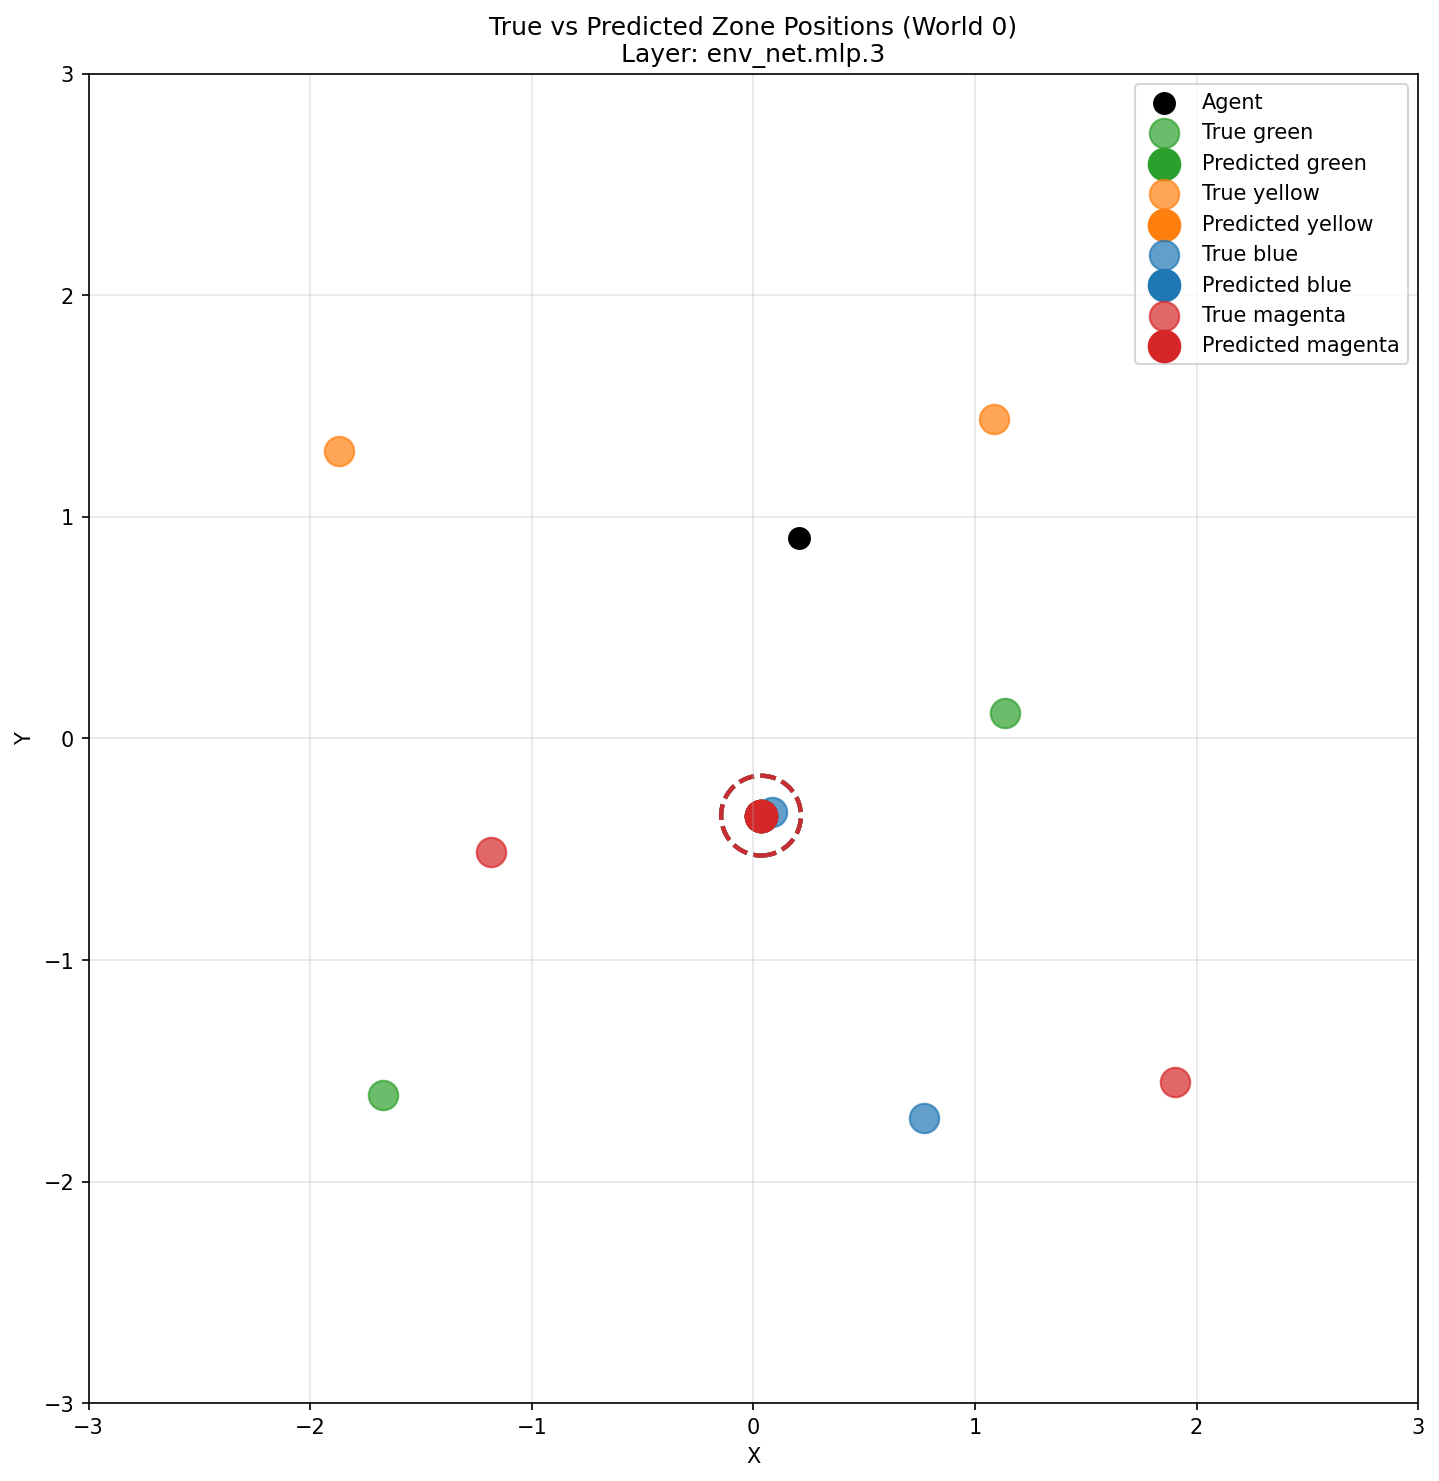 True vs Predicted Zone Positions (World 0)
Layer: env_net.mlp.3
Agent
True green
Predicted green
True yellow
Predicted yellow
True blue
Predicted blue
True magenta
Predicted magenta
3
2
1
0
−1
−2
−3
Y
−3 −2 −1 0 1 2 3
X